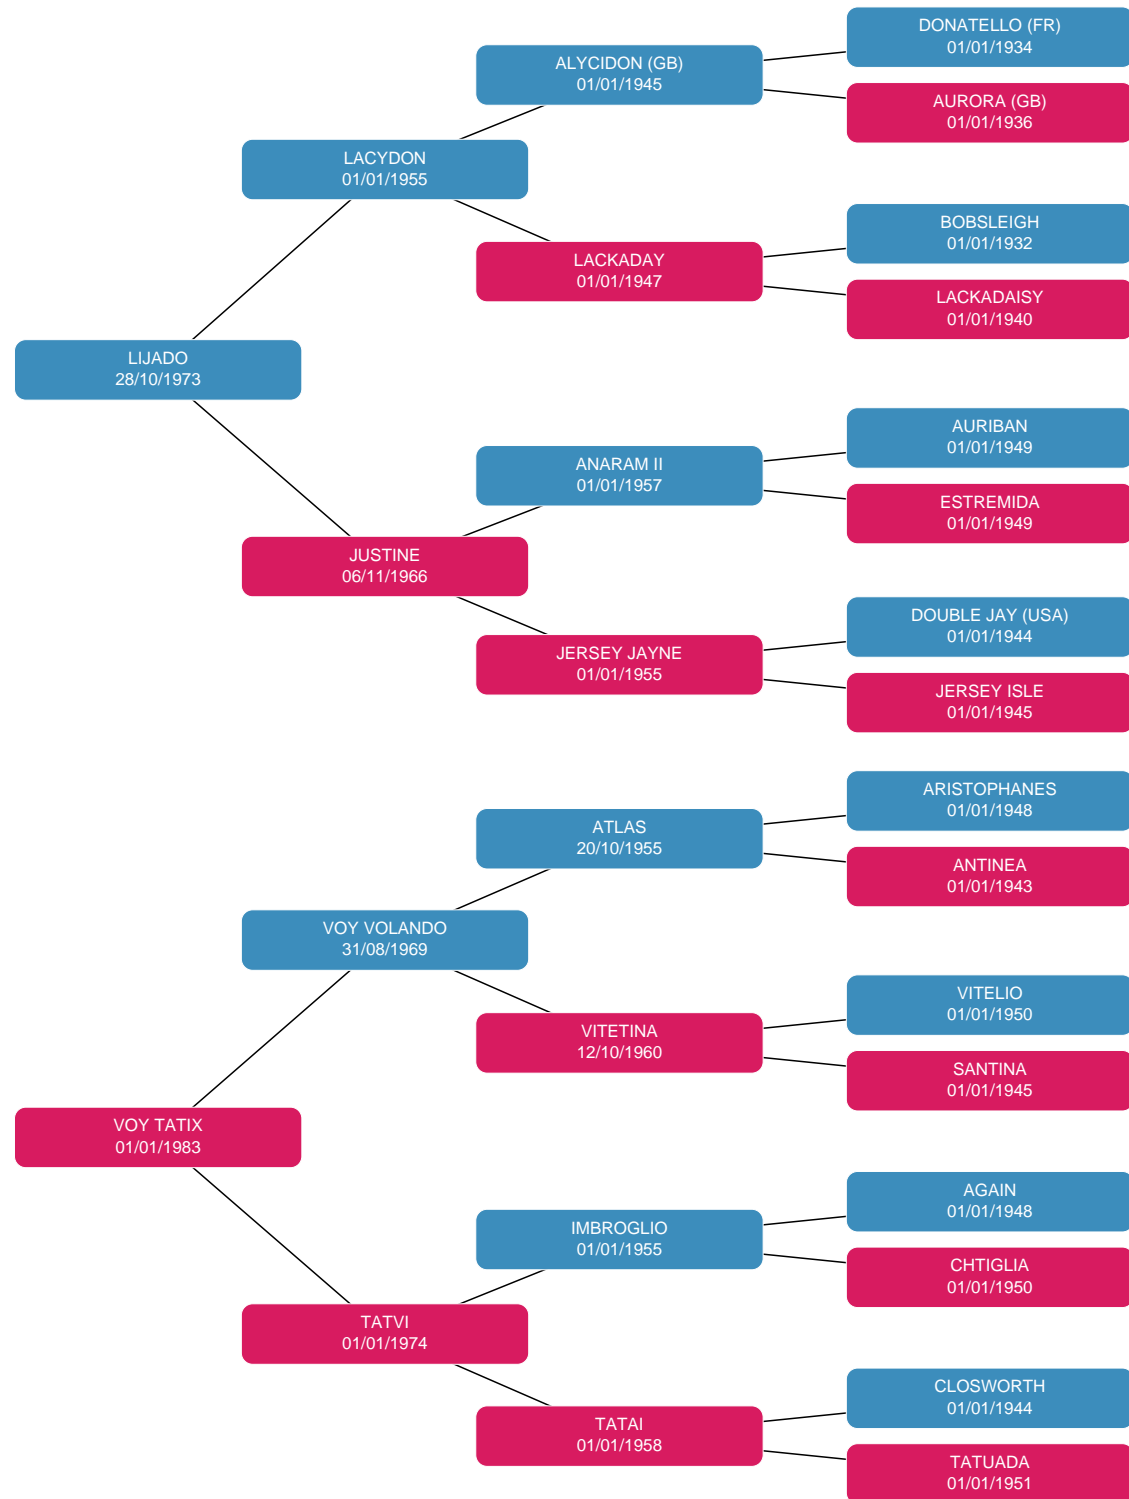 DONATELLO (FR)
01/01/1934
ALYCIDON (GB)
01/01/1945
AURORA (GB)
01/01/1936
LACYDON
01/01/1955
BOBSLEIGH
01/01/1932
LACKADAY
01/01/1947
LACKADAISY
01/01/1940
LIJADO
28/10/1973
AURIBAN
01/01/1949
ANARAM II
01/01/1957
ESTREMIDA
01/01/1949
JUSTINE
06/11/1966
DOUBLE JAY (USA)
01/01/1944
JERSEY JAYNE
01/01/1955
JERSEY ISLE
01/01/1945
ARISTOPHANES
01/01/1948
ATLAS
20/10/1955
ANTINEA
01/01/1943
VOY VOLANDO
31/08/1969
VITELIO
01/01/1950
VITETINA
12/10/1960
SANTINA
01/01/1945
VOY TATIX
01/01/1983
AGAIN
01/01/1948
IMBROGLIO
01/01/1955
CHTIGLIA
01/01/1950
TATVI
01/01/1974
CLOSWORTH
01/01/1944
TATAI
01/01/1958
TATUADA
01/01/1951